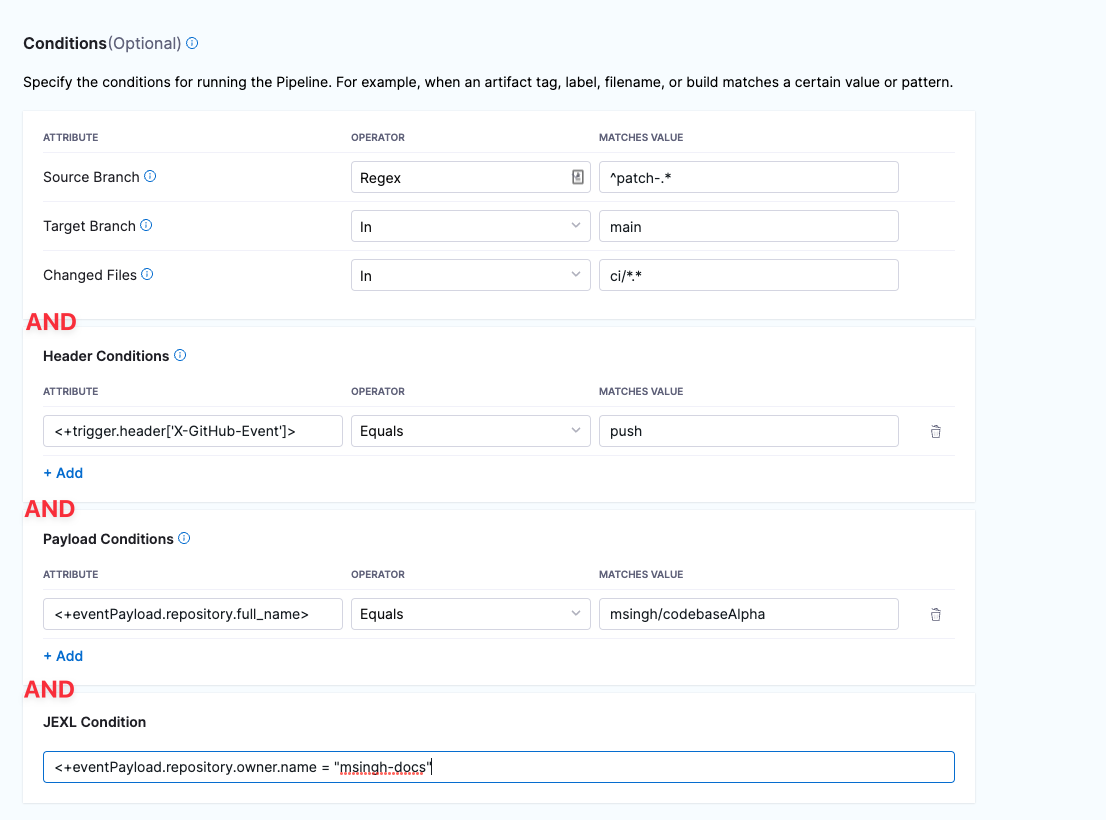 Conditions(Optional)
Specify the conditions for running the Pipeline. For example, when an artifact tag, label, filename, or build matches a certain value or pattern.
ATTRIBUTE OPERATOR MATCHES VALUE
Source Branch Regex ^patch-.*
Target Branch In main
Changed Files In ci/*.*
AND
Header Conditions
ATTRIBUTE OPERATOR MATCHES VALUE
<+trigger.header['X-GitHub-Event']> Equals push
+ Add
AND
Payload Conditions
ATTRIBUTE OPERATOR MATCHES VALUE
<+eventPayload.repository.full_name> Equals msingh/codebaseAlpha
+ Add
AND
JEXL Condition
<+eventPayload.repository.owner.name = "msingh-docs"